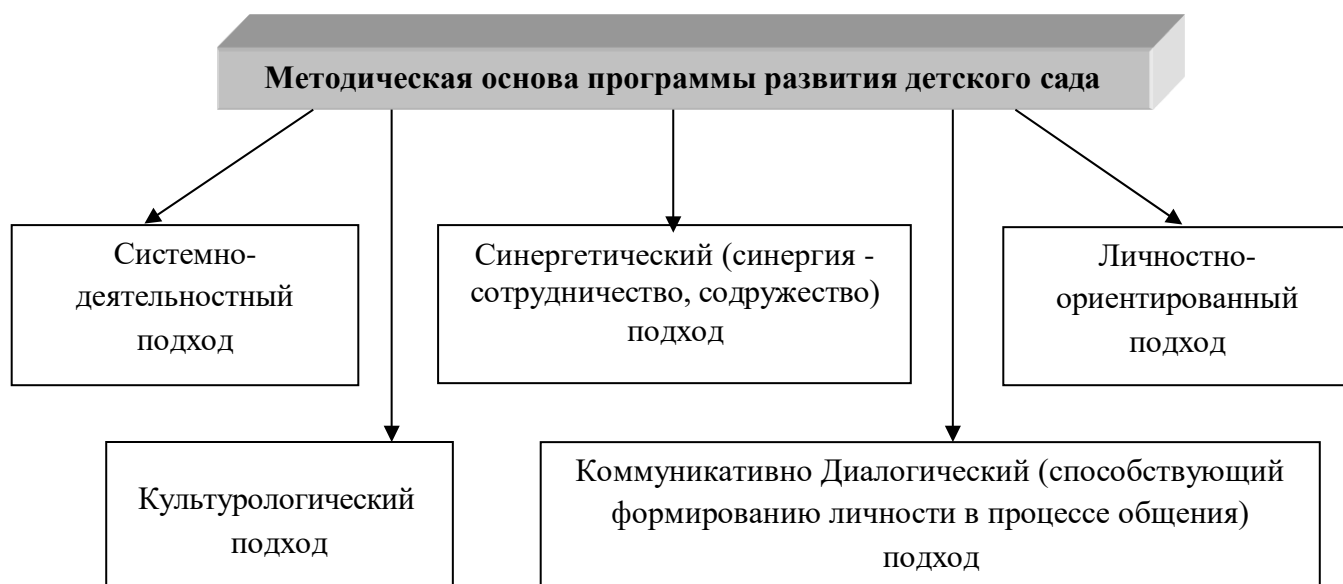 Методическая основа программы развития детского сада
Системно-
деятельностный
подход
Синергетический (синергия -
сотрудничество, содружество)
подход
Личностно-
ориентированный
подход
Культурологический
подход
Коммуникативно Диалогический (способствующий
формированию личности в процессе общения)
подход